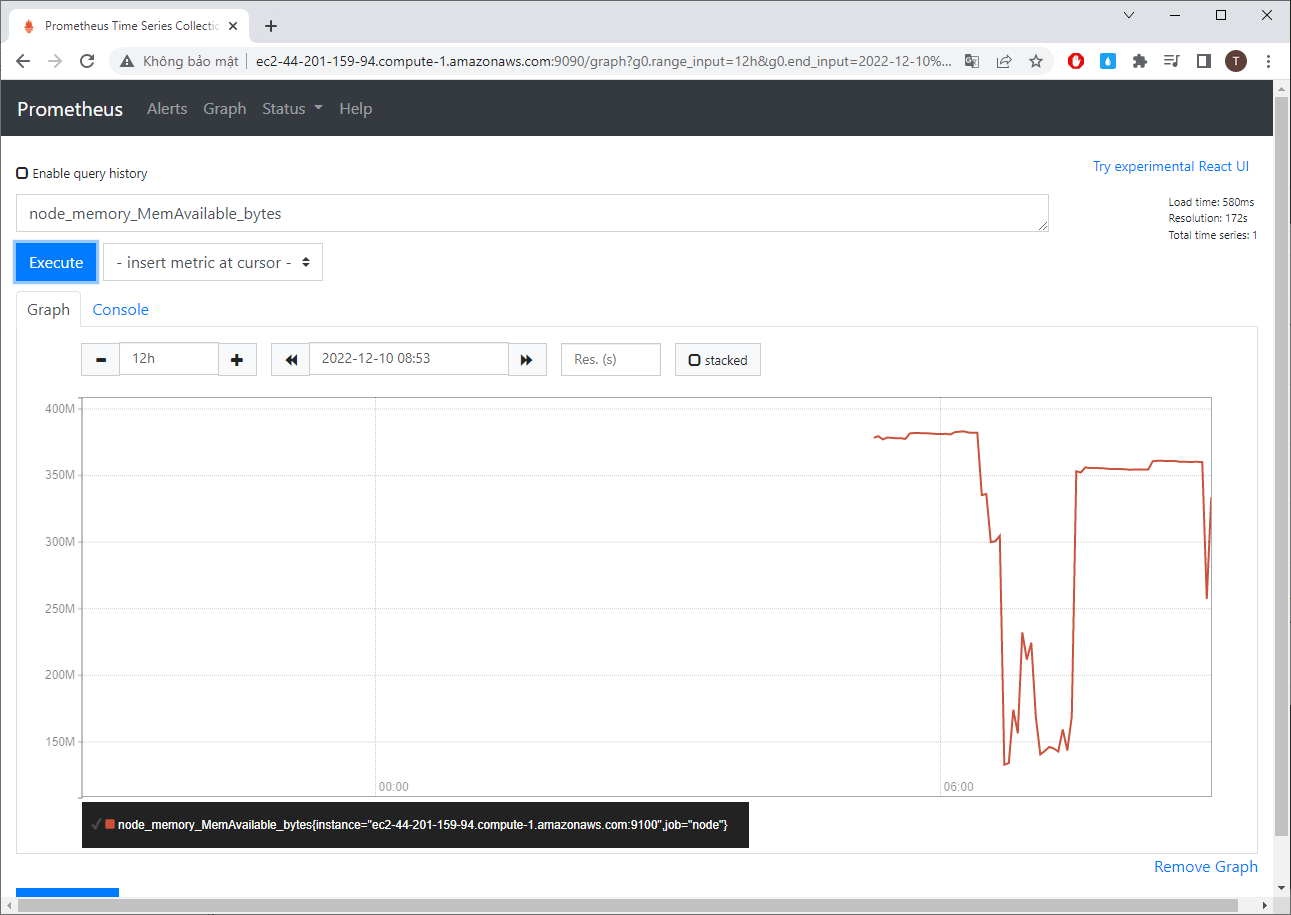 Prometheus Time Series Collectic
Không bảo mật
ec2-44-201-159-94.compute-1.amazonaws.com:9090/graph?g0.range_input=12h&g0.end_input=2022-12-10%...
T
Prometheus
Alerts
Graph
Status
Help
Enable query history
Try experimental React UI
node_memory_MemAvailable_bytes
Load time: 580ms
Resolution: 172s
Total time series: 1
Execute
- insert metric at cursor -
Graph
Console
12h
2022-12-10 08:53
Res. (s)
stacked
400M
350M
300M
250M
200M
150M
00:00
06:00
node_memory_MemAvailable_bytes{instance="ec2-44-201-159-94.compute-1.amazonaws.com:9100",job="node"}
Remove Graph